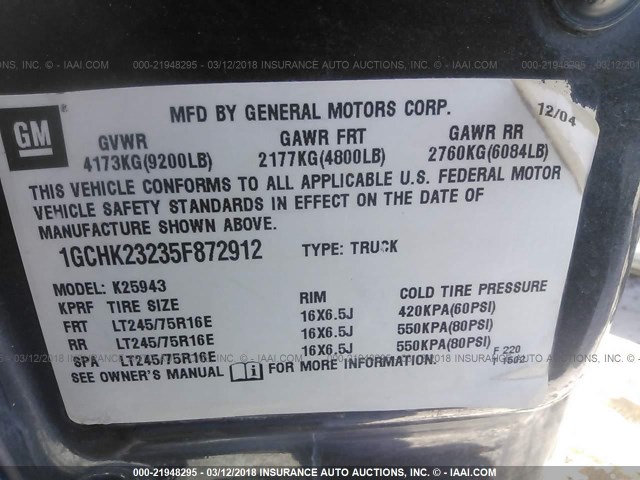 000-21948295 - 03/12/2018 INSURANCE AUTO AUCTIONS, INC. - © IAAI.COM
GM
MFD BY GENERAL MOTORS CORP.
12/04
GVWR GAWR FRT GAWR RR
4173KG(9200LB) 2177KG(4800LB) 2760KG(6084LB)
THIS VEHICLE CONFORMS TO ALL APPLICABLE U.S. FEDERAL MOTOR
VEHICLE SAFETY STANDARDS IN EFFECT ON THE DATE OF
MANUFACTURE SHOWN ABOVE.
1GCHK23235F872912 TYPE: TRUCK
MODEL: K25943
KPRF TIRE SIZE RIM COLD TIRE PRESSURE
FRT LT245/75R16E 16X6.5J 420KPA(60PSI)
RR LT245/75R16E 16X6.5J 550KPA(80PSI)
SPA LT245/75R16E 16X6.5J 550KPA(80PSI)
SEE OWNER'S MANUAL i FOR MORE INFORMATION.
F 220
000-21948295 - 03/12/2018 INSURANCE AUTO AUCTIONS, INC. - © IAAI.COM